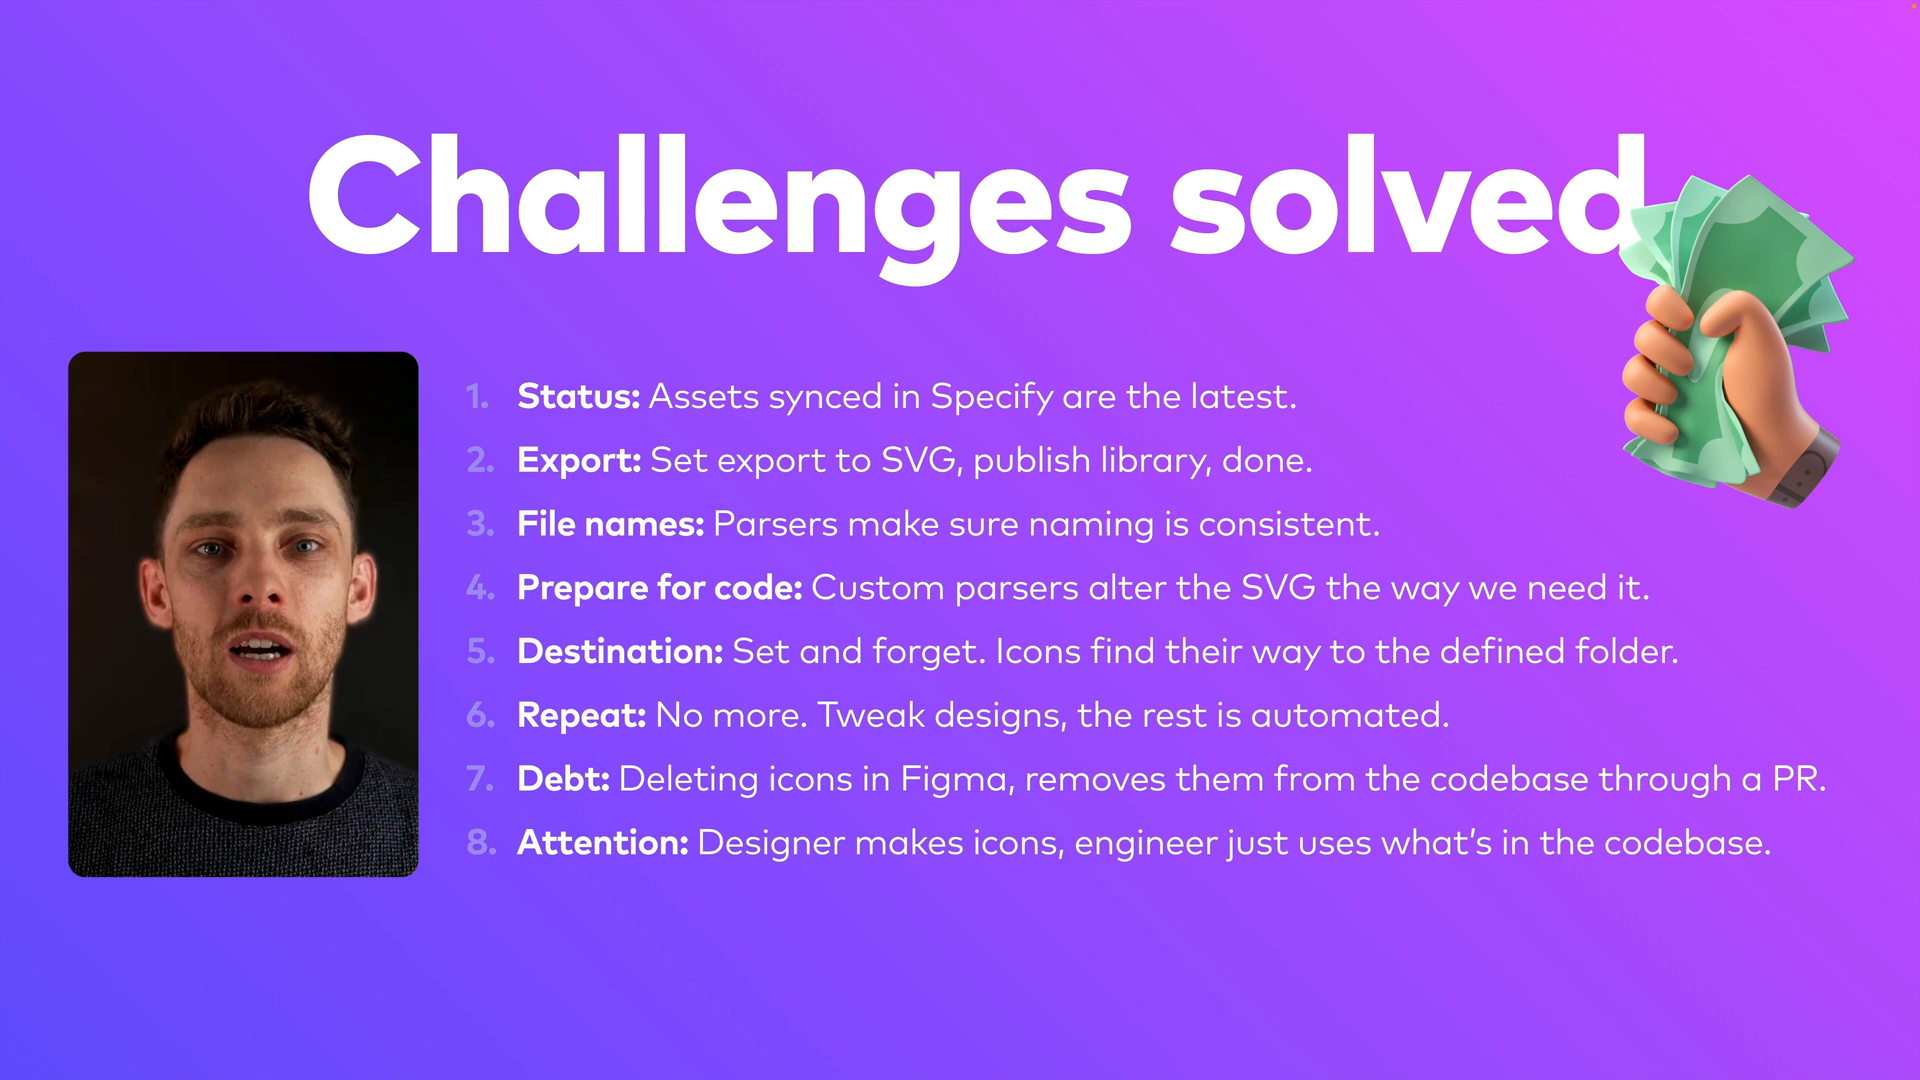 Challenges solved
1. Status: Assets synced in Specify are the latest.
2. Export: Set export to SVG, publish library, done.
3. File names: Parsers make sure naming is consistent.
4. Prepare for code: Custom parsers alter the SVG the way we need it.
5. Destination: Set and forget. Icons find their way to the defined folder.
6. Repeat: No more. Tweak designs, the rest is automated.
7. Debt: Deleting icons in Figma, removes them from the codebase through a PR.
8. Attention: Designer makes icons, engineer just uses what’s in the codebase.